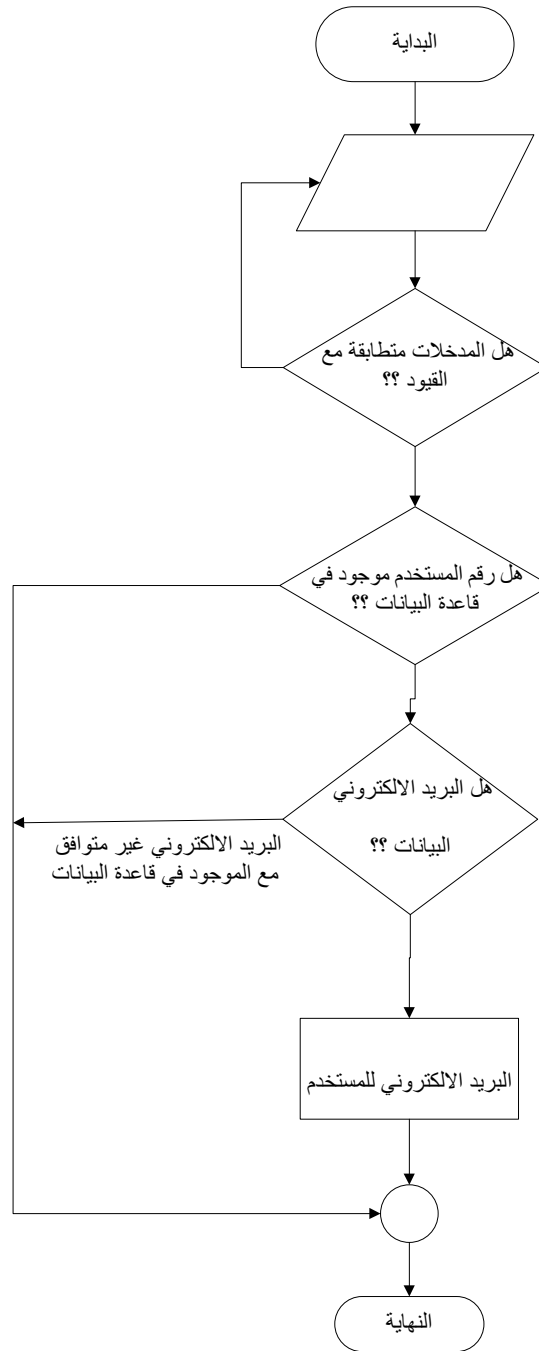 البداية
هل المدخلات متطابقة مع
القيود ؟؟
هل رقم المستخدم موجود في
قاعدة البيانات ؟؟
هل البريد الالكتروني
البيانات ؟؟
البريد الالكتروني غير متوافق
مع الموجود في قاعدة البيانات
البريد الالكتروني للمستخدم
النهاية